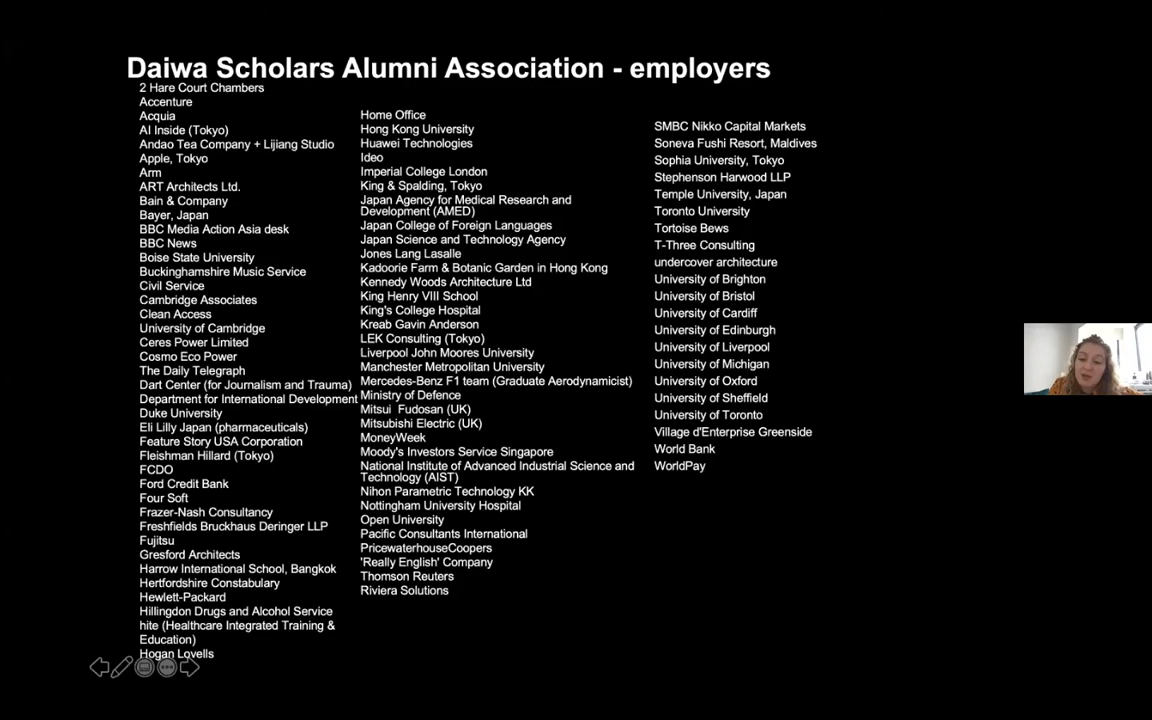 Daiwa Scholars Alumni Association - employers
2 Hare Court Chambers
Accenture
Acquia
AI Inside (Tokyo)
Andao Tea Company + Lijiang Studio
Apple, Tokyo
Arm
ART Architects Ltd.
Bain & Company
Bayer, Japan
BBC Media Action Asia desk
BBC News
Boise State University
Buckinghamshire Music Service
Civil Service
Cambridge Associates
Clean Access
University of Cambridge
Ceres Power Limited
Cosmo Eco Power
The Daily Telegraph
Dart Center (for Journalism and Trauma)
Department for International Development
Duke University
Eli Lilly Japan (pharmaceuticals)
Feature Story USA Corporation
Fleishman Hillard (Tokyo)
FCDO
Ford Credit Bank
Four Soft
Frazer-Nash Consultancy
Freshfields Bruckhaus Deringer LLP
Fujitsu
Gresford Architects
Harrow International School, Bangkok
Hertfordshire Constabulary
Hewlett-Packard
Hillingdon Drugs and Alcohol Service
hite (Healthcare Integrated Training &
Education)
Hogan Lovells
Home Office
Hong Kong University
Huawei Technologies
Ideo
Imperial College London
King & Spalding, Tokyo
Japan Agency for Medical Research and
Development (AMED)
Japan College of Foreign Languages
Japan Science and Technology Agency
Jones Lang Lasalle
Kadoorie Farm & Botanic Garden in Hong Kong
Kennedy Woods Architecture Ltd
King Henry VIII School
King's College Hospital
Kreab Gavin Anderson
LEK Consulting (Tokyo)
Liverpool John Moores University
Manchester Metropolitan University
Mercedes-Benz F1 team (Graduate Aerodynamicist)
Ministry of Defence
Mitsui  Fudosan (UK)
Mitsubishi Electric (UK)
MoneyWeek
Moody's Investors Service Singapore
National Institute of Advanced Industrial Science and
Technology (AIST)
Nihon Parametric Technology KK
Nottingham University Hospital
Open University
Pacific Consultants International
PricewaterhouseCoopers
'Really English' Company
Thomson Reuters
Riviera Solutions
SMBC Nikko Capital Markets
Soneva Fushi Resort, Maldives
Sophia University, Tokyo
Stephenson Harwood LLP
Temple University, Japan
Toronto University
Tortoise Bews
T-Three Consulting
undercover architecture
University of Brighton
University of Bristol
University of Cardiff
University of Edinburgh
University of Liverpool
University of Michigan
University of Oxford
University of Sheffield
University of Toronto
Village d'Enterprise Greenside
World Bank
WorldPay